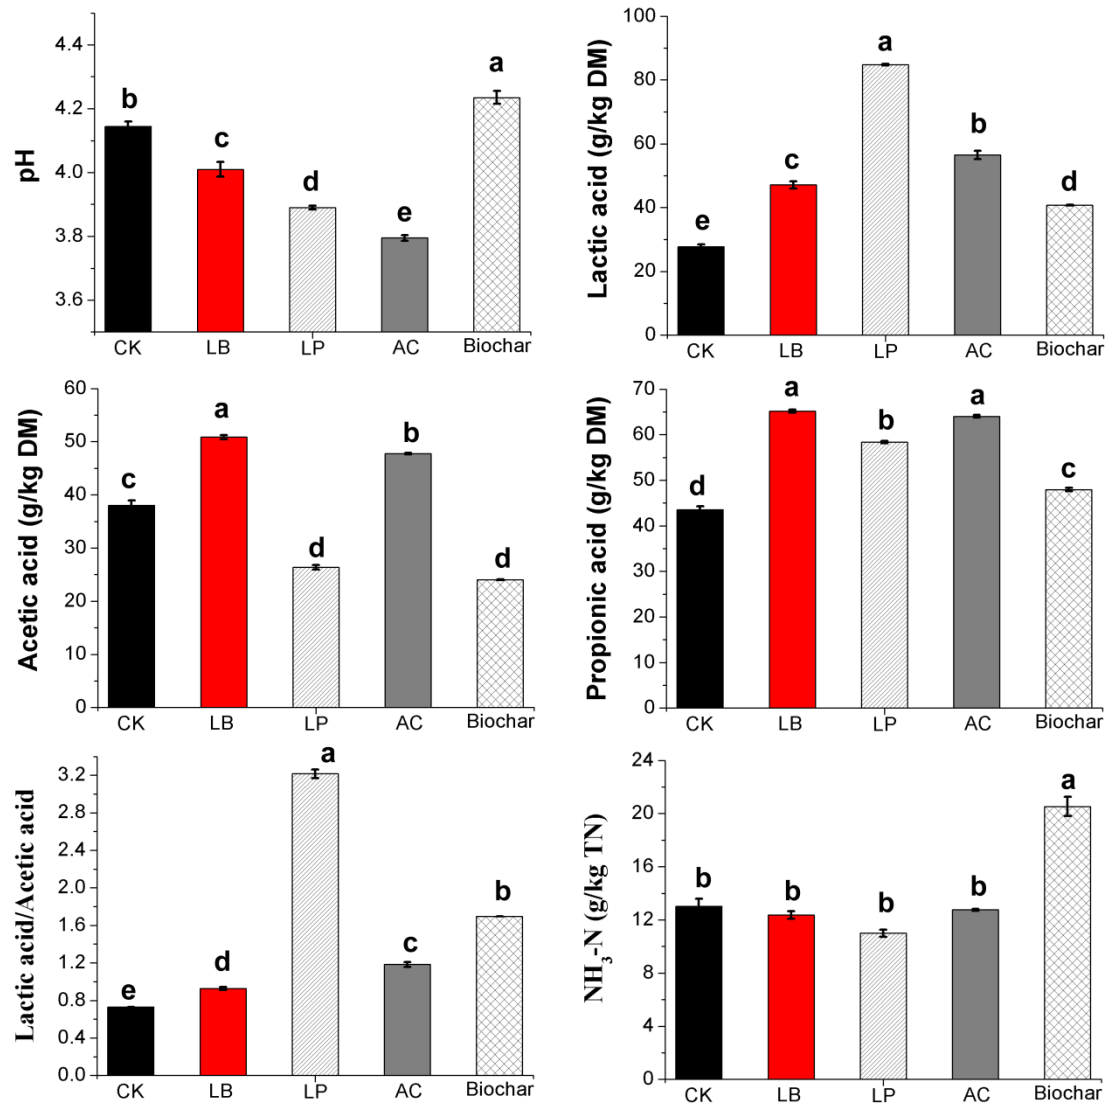 pH
4.4
4.2
4.0
3.8
3.6
b
c
d
e
a
CK LB LP AC Biochar
Lactic acid (g/kg DM)
100
80
60
40
20
0
e
c
a
b
d
CK LB LP AC Biochar
Acetic acid (g/kg DM)
60
50
40
30
20
10
0
c
a
d
b
d
CK LB LP AC Biochar
Propionic acid (g/kg DM)
70
60
50
40
30
20
10
0
d
a
b
a
c
CK LB LP AC Biochar
Lactic acid/Acetic acid
3.2
2.8
2.4
2.0
1.6
1.2
0.8
0.4
0.0
e
d
a
c
b
CK LB LP AC Biochar
NH₃-N (g/kg TN)
24
20
16
12
8
4
0
b
b
b
b
a
CK LB LP AC Biochar